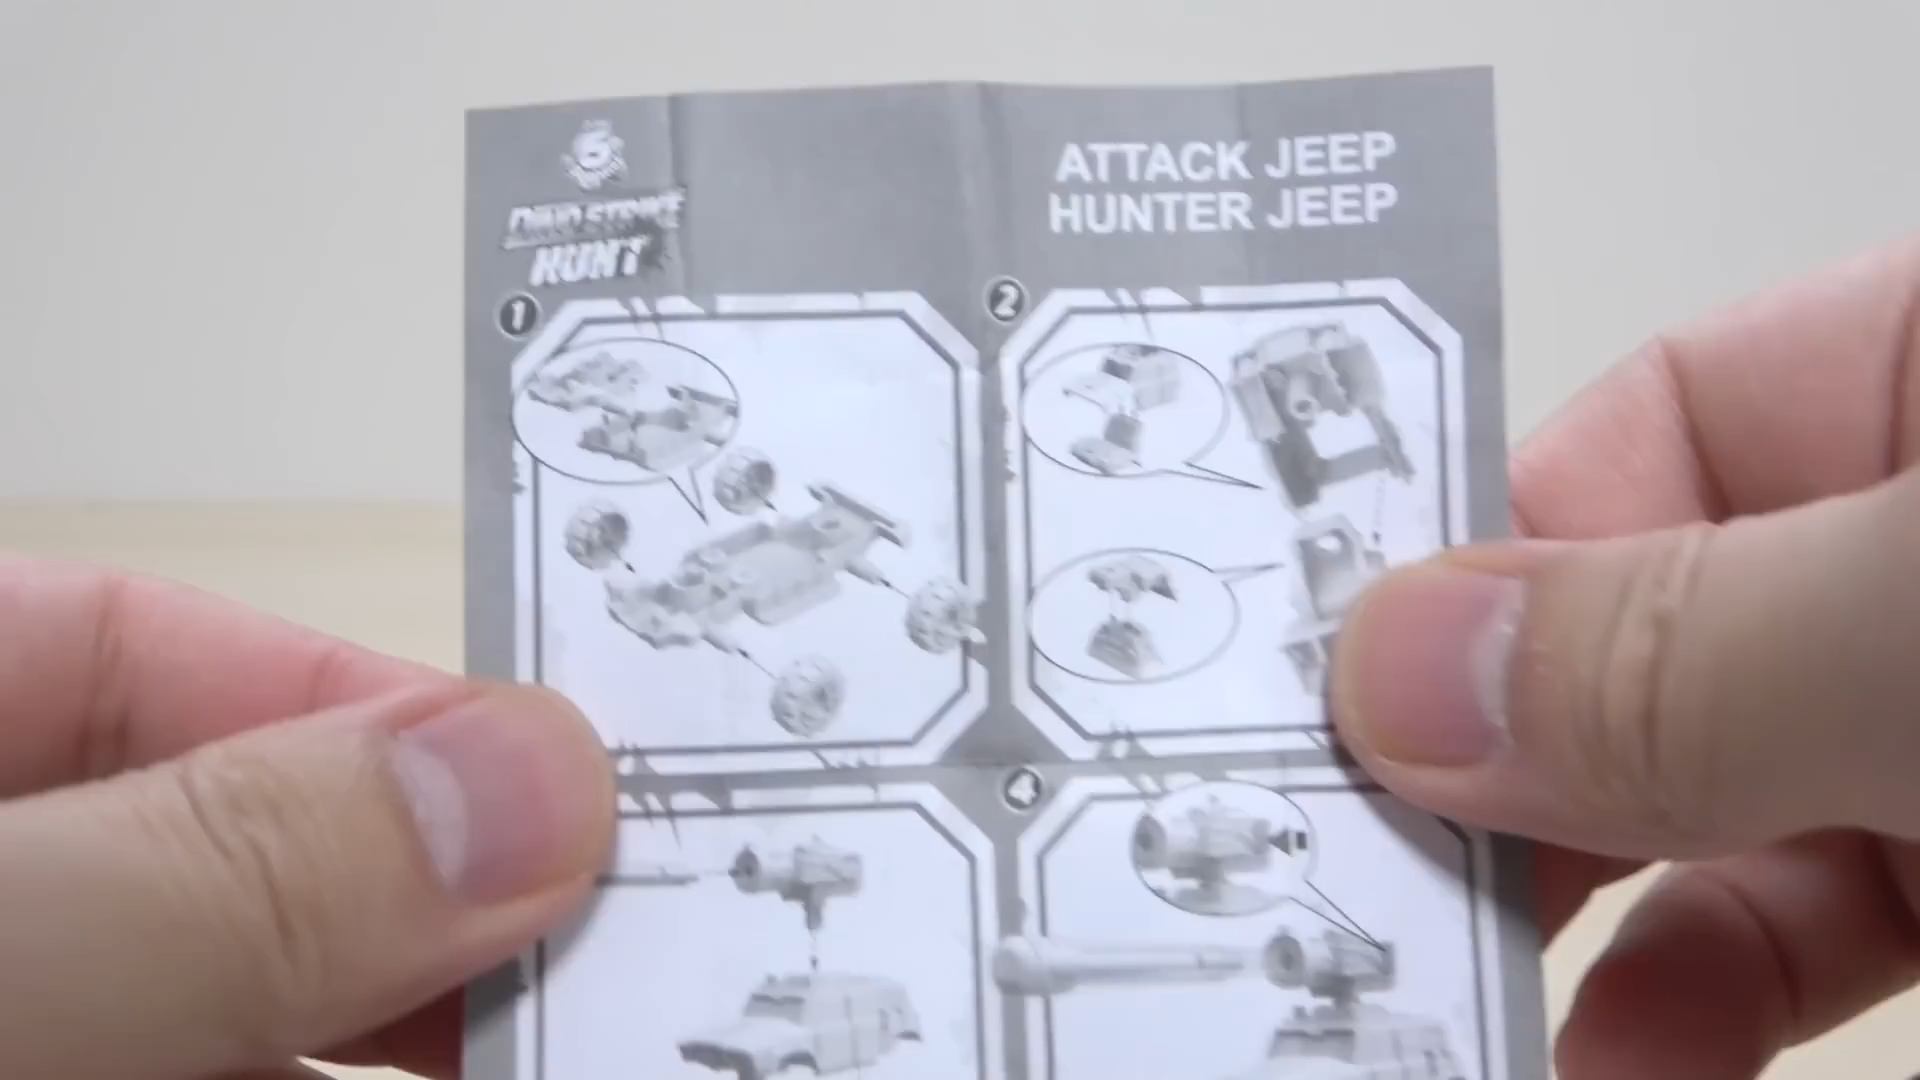 DINO STRIKE
HUNT
ATTACK JEEP
HUNTER JEEP
1
2
4